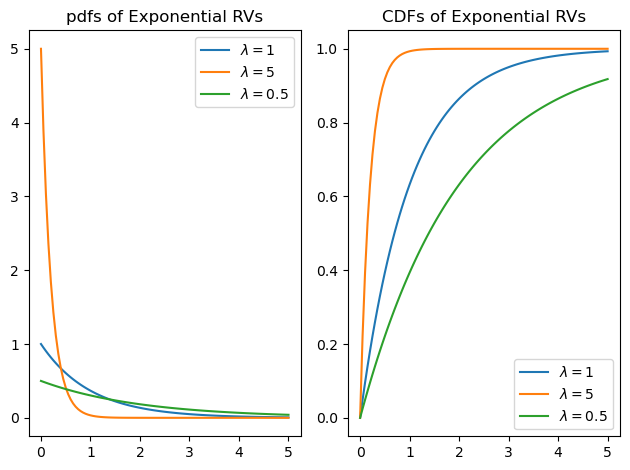 pdfs of Exponential RVs
5
4
3
2
1
0
0 1 2 3 4 5
λ = 1
λ = 5
λ = 0.5
CDFs of Exponential RVs
1.0
0.8
0.6
0.4
0.2
0.0
0 1 2 3 4 5
λ = 1
λ = 5
λ = 0.5